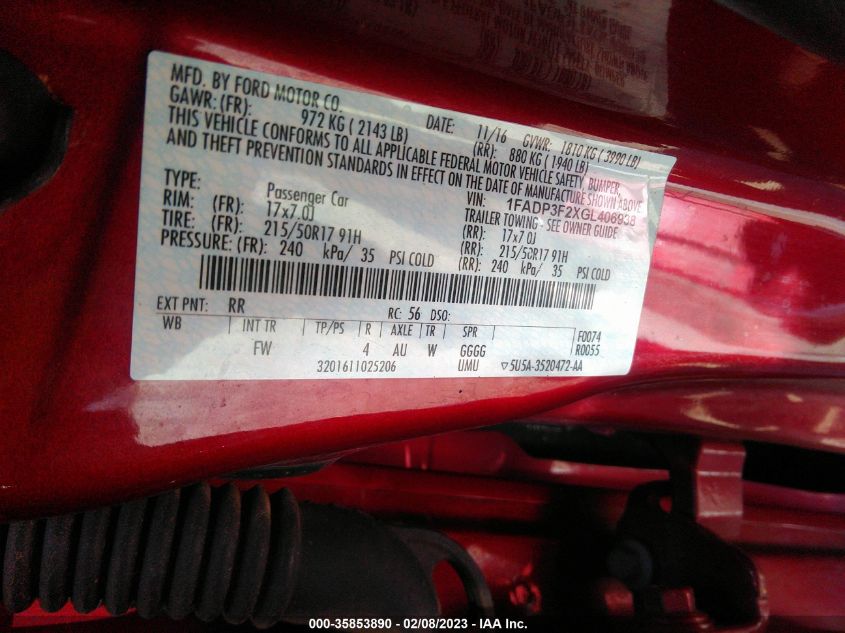 MFD. BY FORD MOTOR CO. DATE: 11/16 GVWR: 1810 KG ( 3990 LB)
GAWR: (FR): 972 KG ( 2143 LB) (RR): 880 KG ( 1940 LB)
THIS VEHICLE CONFORMS TO ALL APPLICABLE FEDERAL MOTOR VEHICLE SAFETY, BUMPER,
AND THEFT PREVENTION STANDARDS IN EFFECT ON THE DATE OF MANUFACTURE SHOWN ABOVE
VIN: 1FADP3F2XGL406938
TYPE: Passenger Car TRAILER TOWING - SEE OWNER GUIDE
RIM: (FR): 17x7.0J (RR): 17x7.0J
TIRE: (FR): 215/50R17 91H (RR): 215/50R17 91H
PRESSURE: (FR): 240 kPa/ 35 PSI COLD (RR): 240 kPa/ 35 PSI COLD
EXT PNT: RR RC: 56 DSO:
WB INT TR TP/PS R AXLE TR SPR F0074
FW 4 AU W GGGG R0055
3201611025206 UMU ▽5U5A-3520472-AA
000-35853890 - 02/08/2023 - IAA Inc.